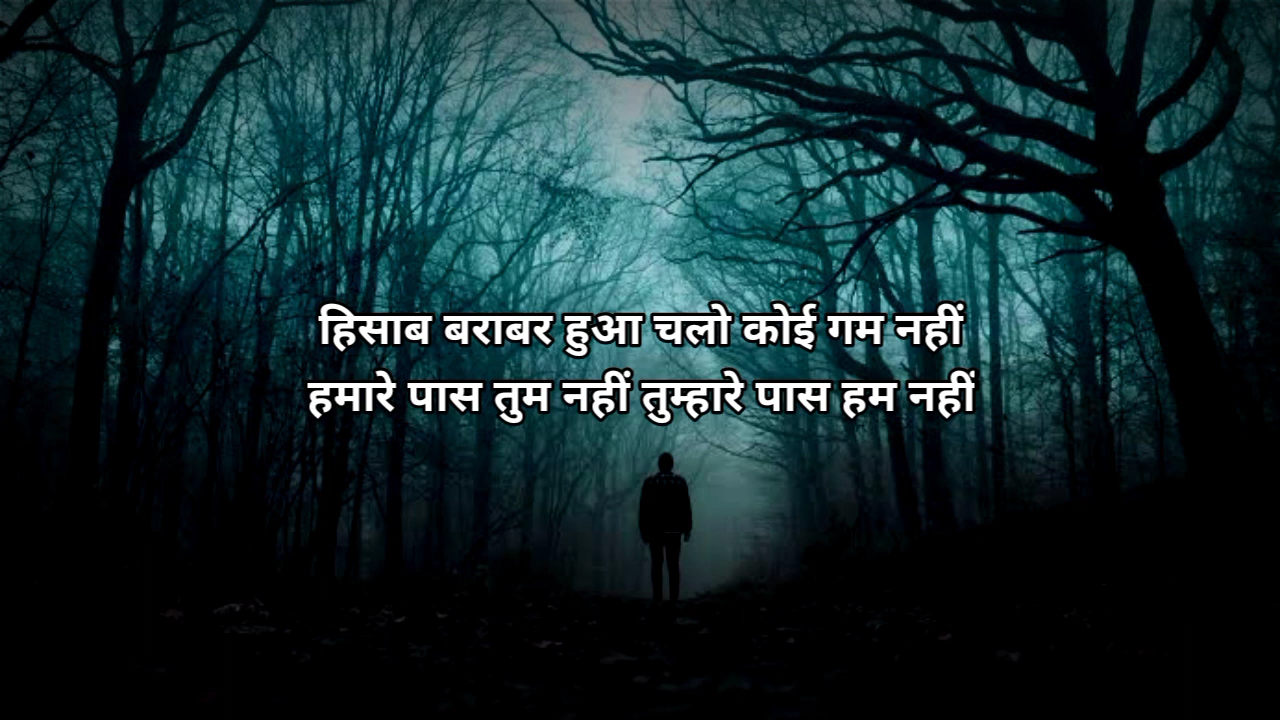 हिसाब बराबर हुआ चलो कोई गम नहीं
हमारे पास तुम नहीं तुम्हारे पास हम नहीं